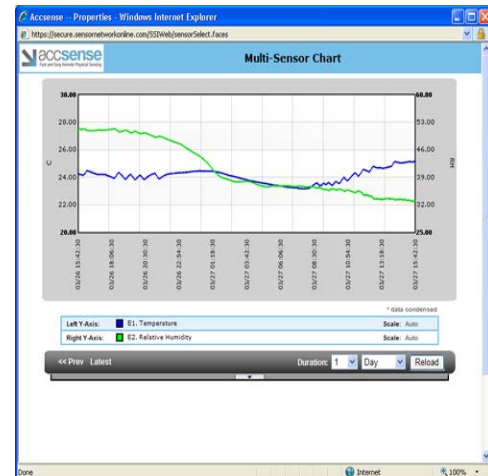 Accsense -- Properties - Windows Internet Explorer
https://secure.sensornetworkonline.com/SSIWeb/sensorSelect.faces
accsense
Fast and Easy Remote Physical Sensing
Multi-Sensor Chart
30.00
28.00
26.00
24.00
22.00
20.00
C
60.00
53.00
46.00
39.00
32.00
25.00
RH
03/26 15:42:30
03/26 18:06:30
03/26 20:30:30
03/26 22:54:30
03/27 01:18:30
03/27 03:42:30
03/27 06:06:30
03/27 08:30:30
03/27 13:18:30
03/27 15:42:30
* data condensed
Left Y-Axis: E1. Temperature Scale: Auto
Right Y-Axis: E2. Relative Humidity Scale: Auto
<< Prev Latest Duration: 1 Day Reload
Done Internet 100%